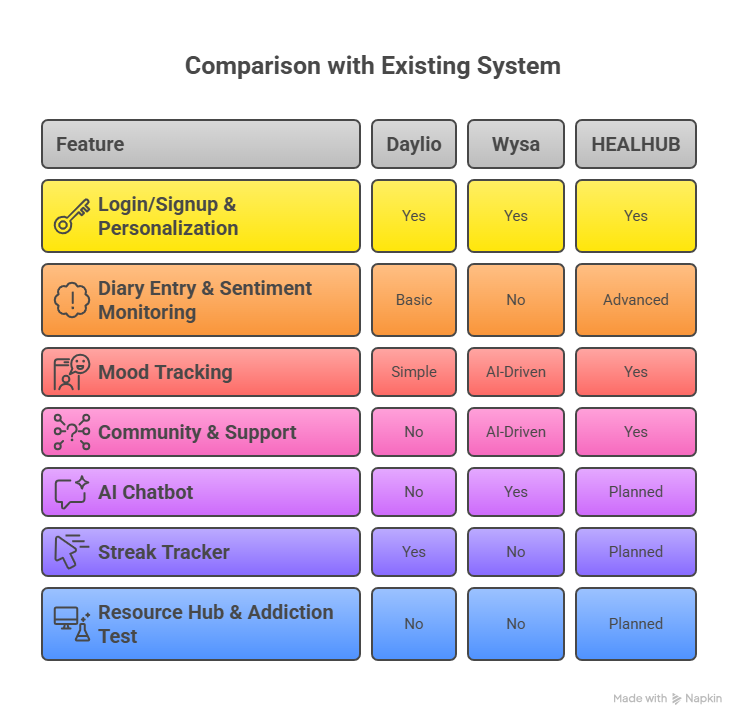 Comparison with Existing System
Feature
Daylio
Wysa
HEALHUB
Login/Signup &
Personalization
Yes
Yes
Yes
Diary Entry & Sentiment
Monitoring
Basic
No
Advanced
Mood Tracking
Simple
AI-Driven
Yes
Community & Support
No
AI-Driven
Yes
AI Chatbot
No
Yes
Planned
Streak Tracker
Yes
No
Planned
Resource Hub & Addiction
Test
No
No
Planned
Made with Napkin